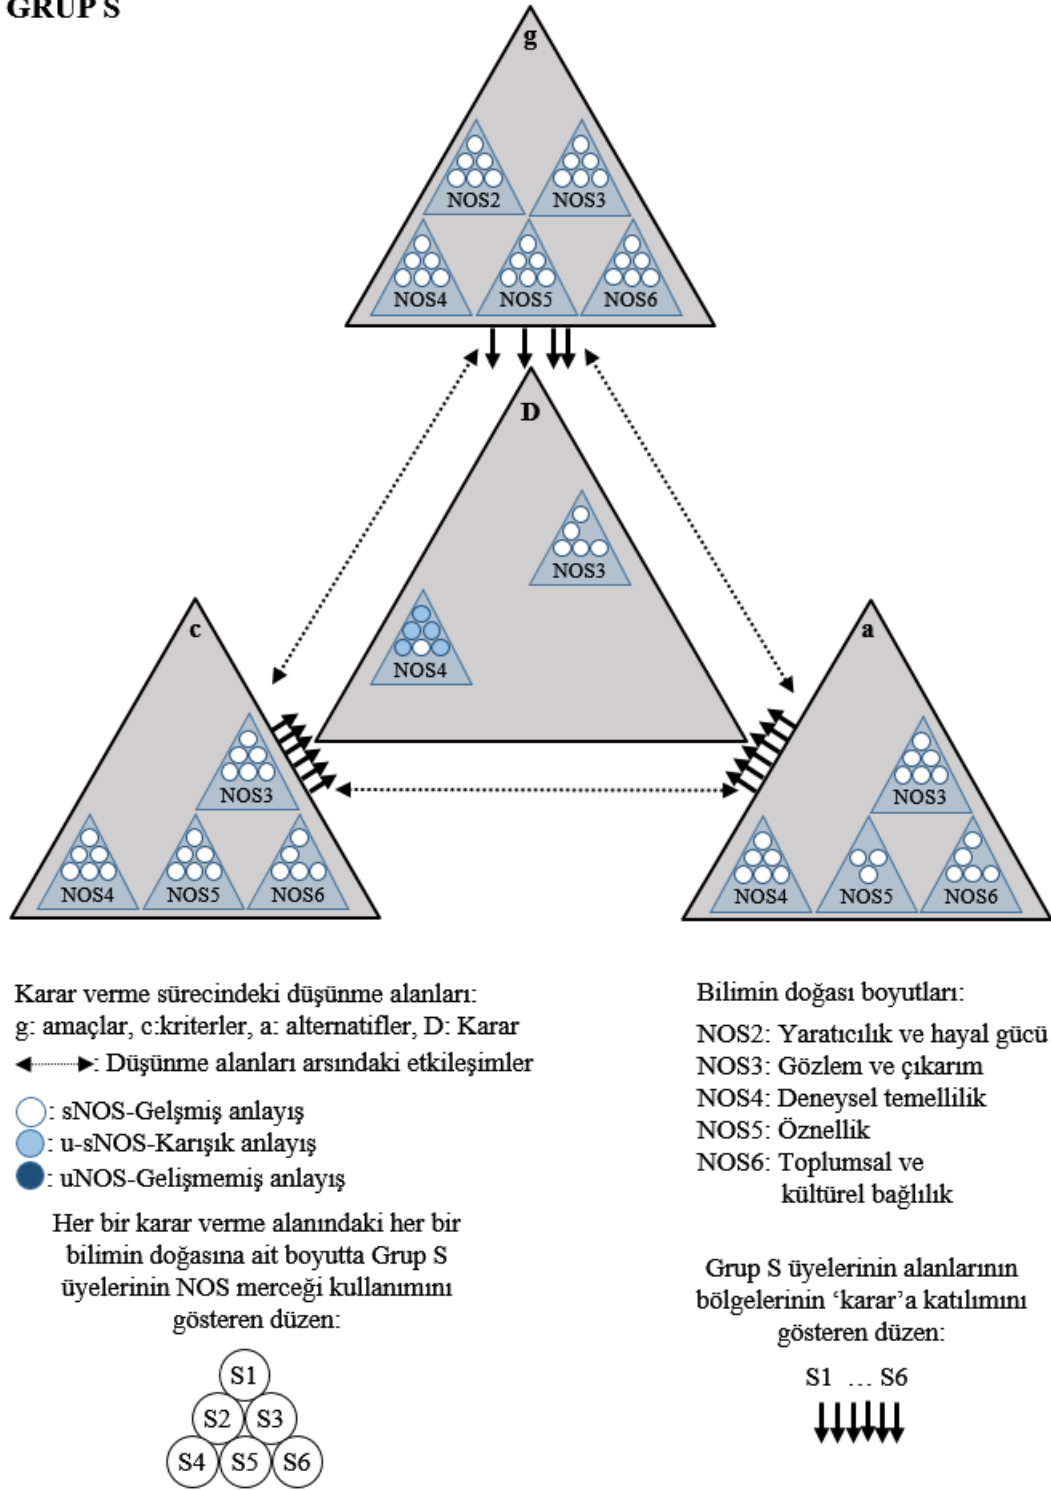 GRUP S
g
NOS2
NOS3
NOS4
NOS5
NOS6
D
NOS3
NOS4
c
NOS3
NOS4
NOS5
NOS6
a
NOS3
NOS4
NOS5
NOS6
Karar verme sürecindeki düşünme alanları:
g: amaçlar, c:kriterler, a: alternatifler, D: Karar
: Düşünme alanları arsındaki etkileşimler
: sNOS-Gelşmiş anlayış
: u-sNOS-Karışik anlayış
: uNOS-Gelişmemiş anlayış
Her bir karar verme alanındaki her bir
bilimin doğasına ait boyutta Grup S
üyelerinin NOS merceği kullanımını
gösteren düzen:
S1
S2 S3
S4 S5 S6
Bilimin doğası boyutları:
NOS2: Yaratıcılık ve hayal gücü
NOS3: Gözlem ve çıkarım
NOS4: Deneysel temellilik
NOS5: Öznellik
NOS6: Toplumsal ve
kültürel bağlılık
Grup S üyelerinin alanlarının
bölgelerinin ‘karar’a katılımını
gösteren düzen:
S1 … S6